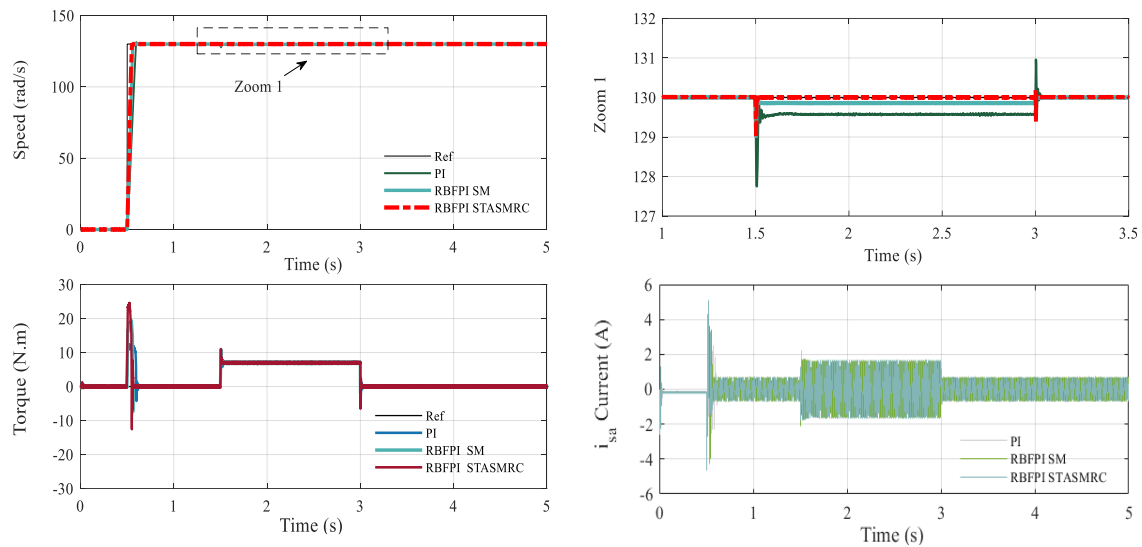 150
100
50
0
Speed (rad/s)
Zoom 1
Ref
PI
RBFPI SM
RBFPI STASMRC
0 1 2 3 4 5
Time (s)
132
131
130
129
128
127
Zoom 1
1 1.5 2 2.5 3 3.5
Time (s)
30
20
10
0
-10
-20
-30
Torque (N.m)
Ref
PI
RBFPI SM
RBFPI STASMRC
0 1 2 3 4 5
Time (s)
6
4
2
0
-2
-4
-6
isa Current (A)
PI
RBFPI SM
RBFPI STASMRC
0 1 2 3 4 5
Time (s)